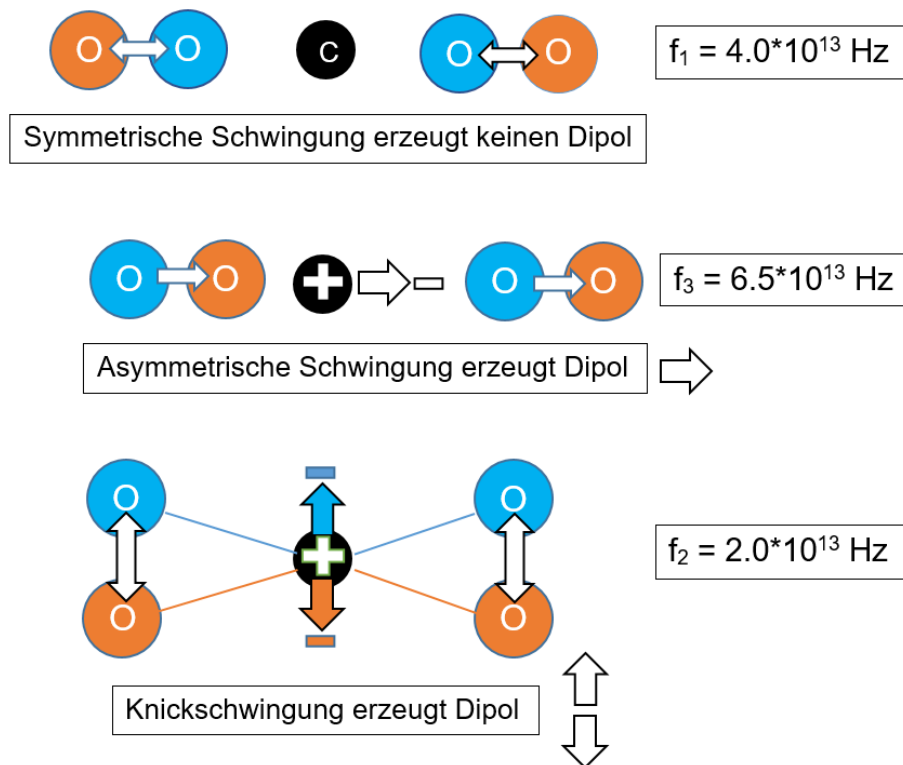 O O C O O f₁ = 4.0*10¹³ Hz
Symmetrische Schwingung erzeugt keinen Dipol
O O + - O O f₃ = 6.5*10¹³ Hz
Asymmetrische Schwingung erzeugt Dipol
O - O
+ f₂ = 2.0*10¹³ Hz
O - O
Knickschwingung erzeugt Dipol